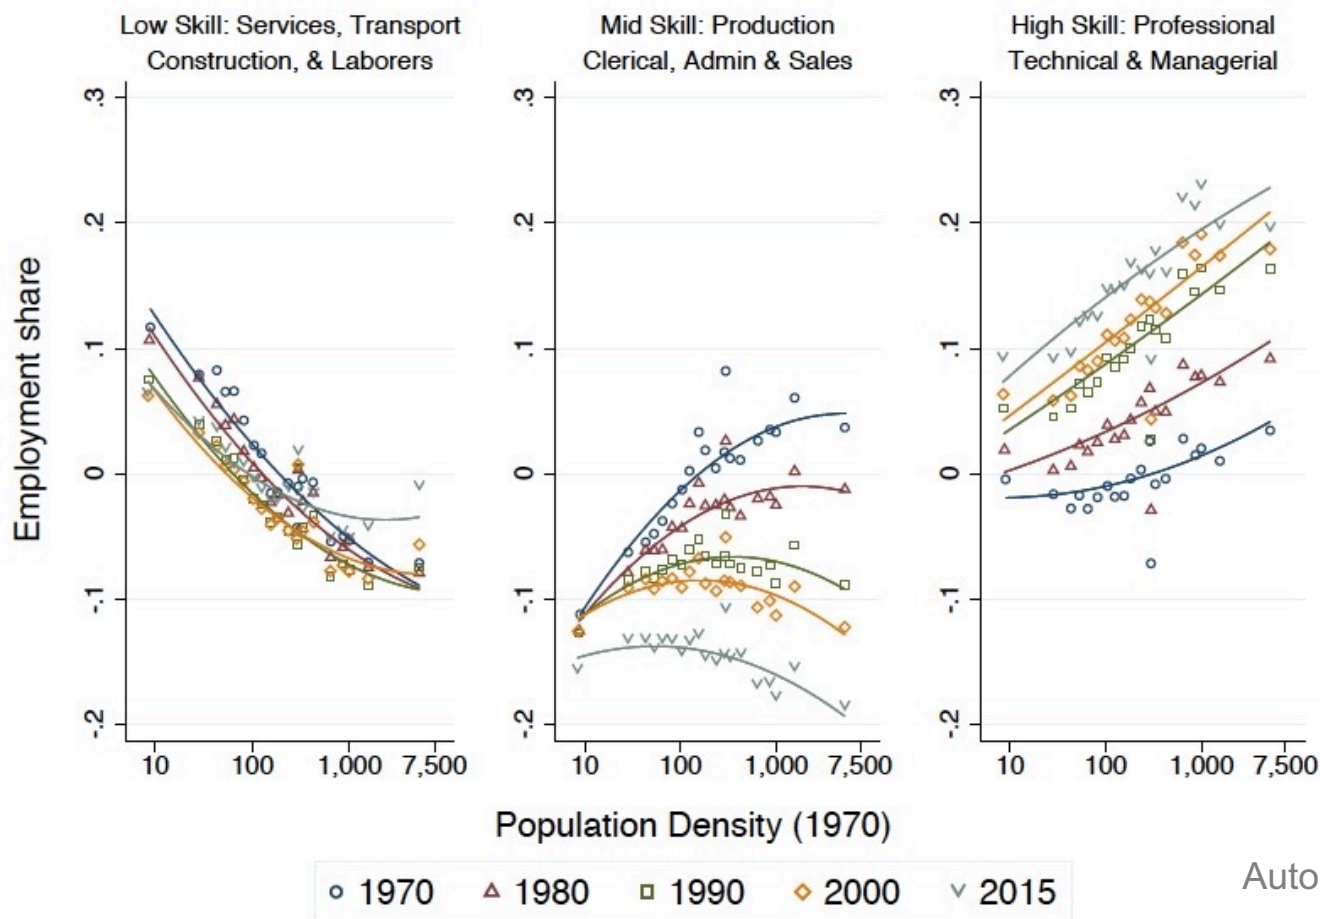 Low Skill: Services, Transport
Construction, & Laborers
Mid Skill: Production
Clerical, Admin & Sales
High Skill: Professional
Technical & Managerial
Employment share
.3
.2
.1
0
-.1
-.2
10 100 1,000 7,500
.3
.2
.1
0
-.1
-.2
10 100 1,000 7,500
.3
.2
.1
0
-.1
-.2
10 100 1,000 7,500
Population Density (1970)
1970 1980 1990 2000 2015
Auto